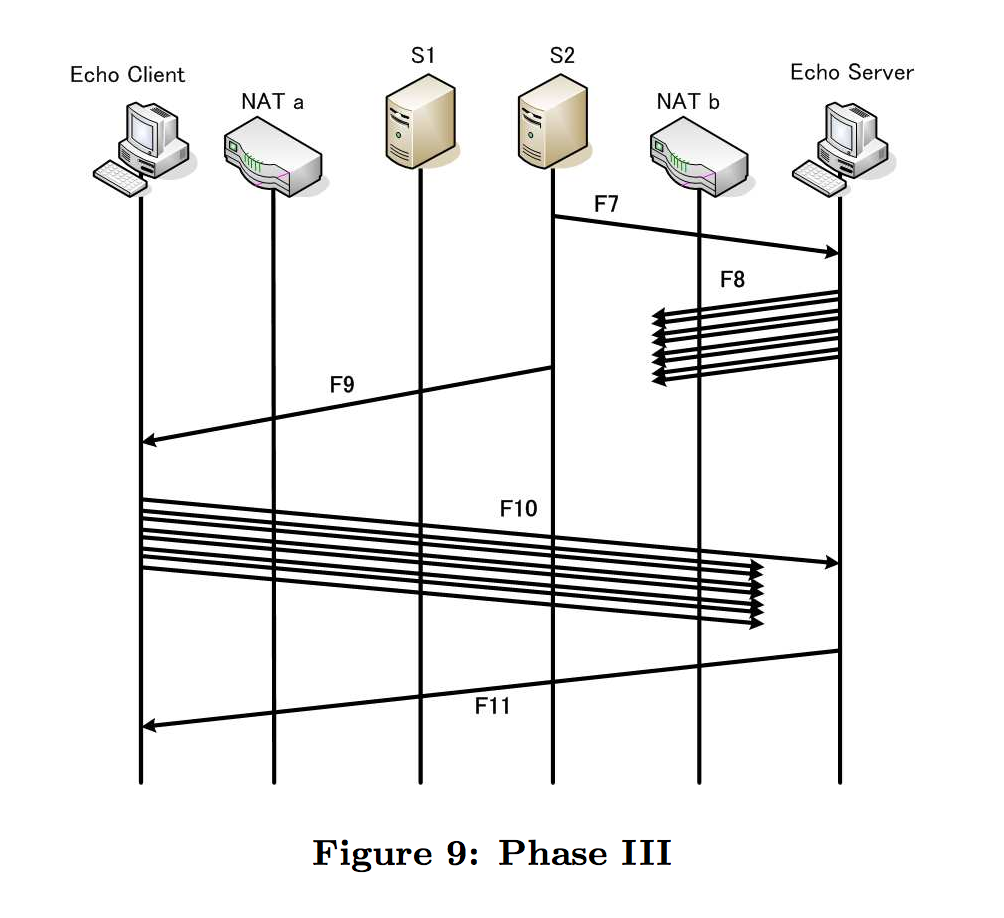 S1
S2
Echo Client
Echo Server
NAT a
NAT b
F7
F8
F9
F10
F11
Figure 9: Phase III